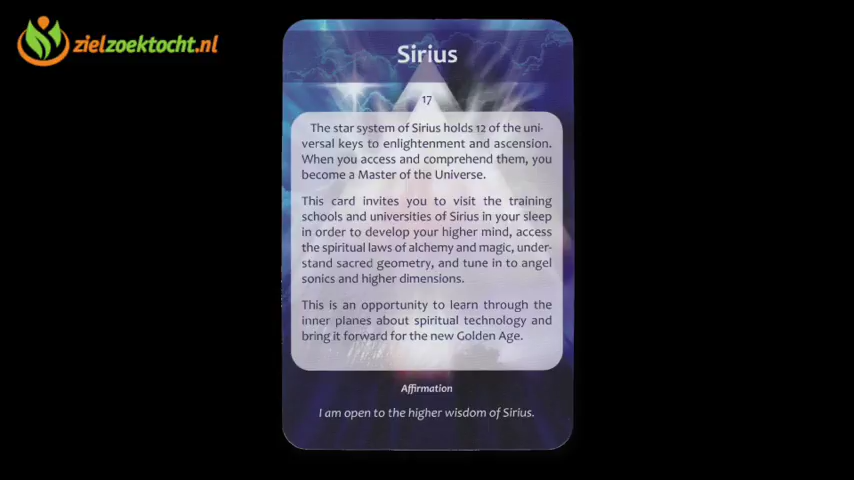 zielzoektocht.nl
Sirius
17
The star system of Sirius holds 12 of the uni-
versal keys to enlightenment and ascension.
When you access and comprehend them, you
become a Master of the Universe.
This card invites you to visit the training
schools and universities of Sirius in your sleep
in order to develop your higher mind, access
the spiritual laws of alchemy and magic, under-
stand sacred geometry, and tune in to angel
sonics and higher dimensions.
This is an opportunity to learn through the
inner planes about spiritual technology and
bring it forward for the new Golden Age.
Affirmation
I am open to the higher wisdom of Sirius.